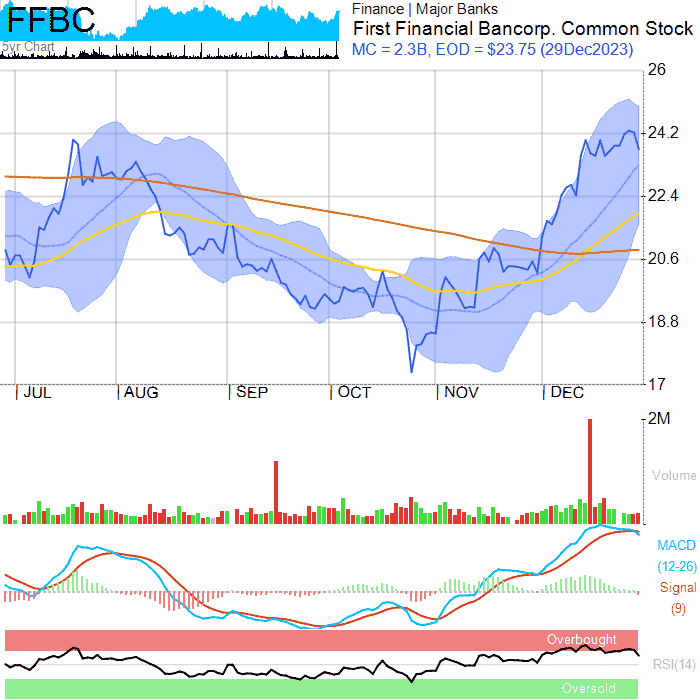 FFBC
5yr Chart
Finance | Major Banks
First Financial Bancorp. Common Stock
MC = 2.3B, EOD = $23.75 (29Dec2023)
26
24.2
22.4
20.6
18.8
17
JUL
AUG
SEP
OCT
NOV
DEC
2M
Volume
MACD
(12-26)
Signal
(9)
Overbought
RSI(14)
Oversold